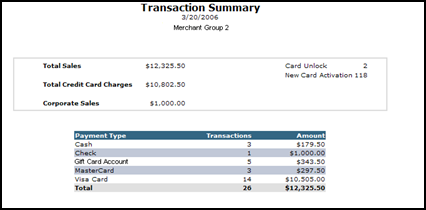 Transaction Summary
3/20/2006
Merchant Group 2
Total Sales $12,325.50 Card Unlock 2
New Card Activation 118
Total Credit Card Charges $10,802.50
Corporate Sales $1,000.00
Payment Type Transactions Amount
Cash 3 $179.50
Check 1 $1,000.00
Gift Card Account 5 $343.50
MasterCard 3 $297.50
Visa Card 14 $10,505.00
Total 26 $12,325.50